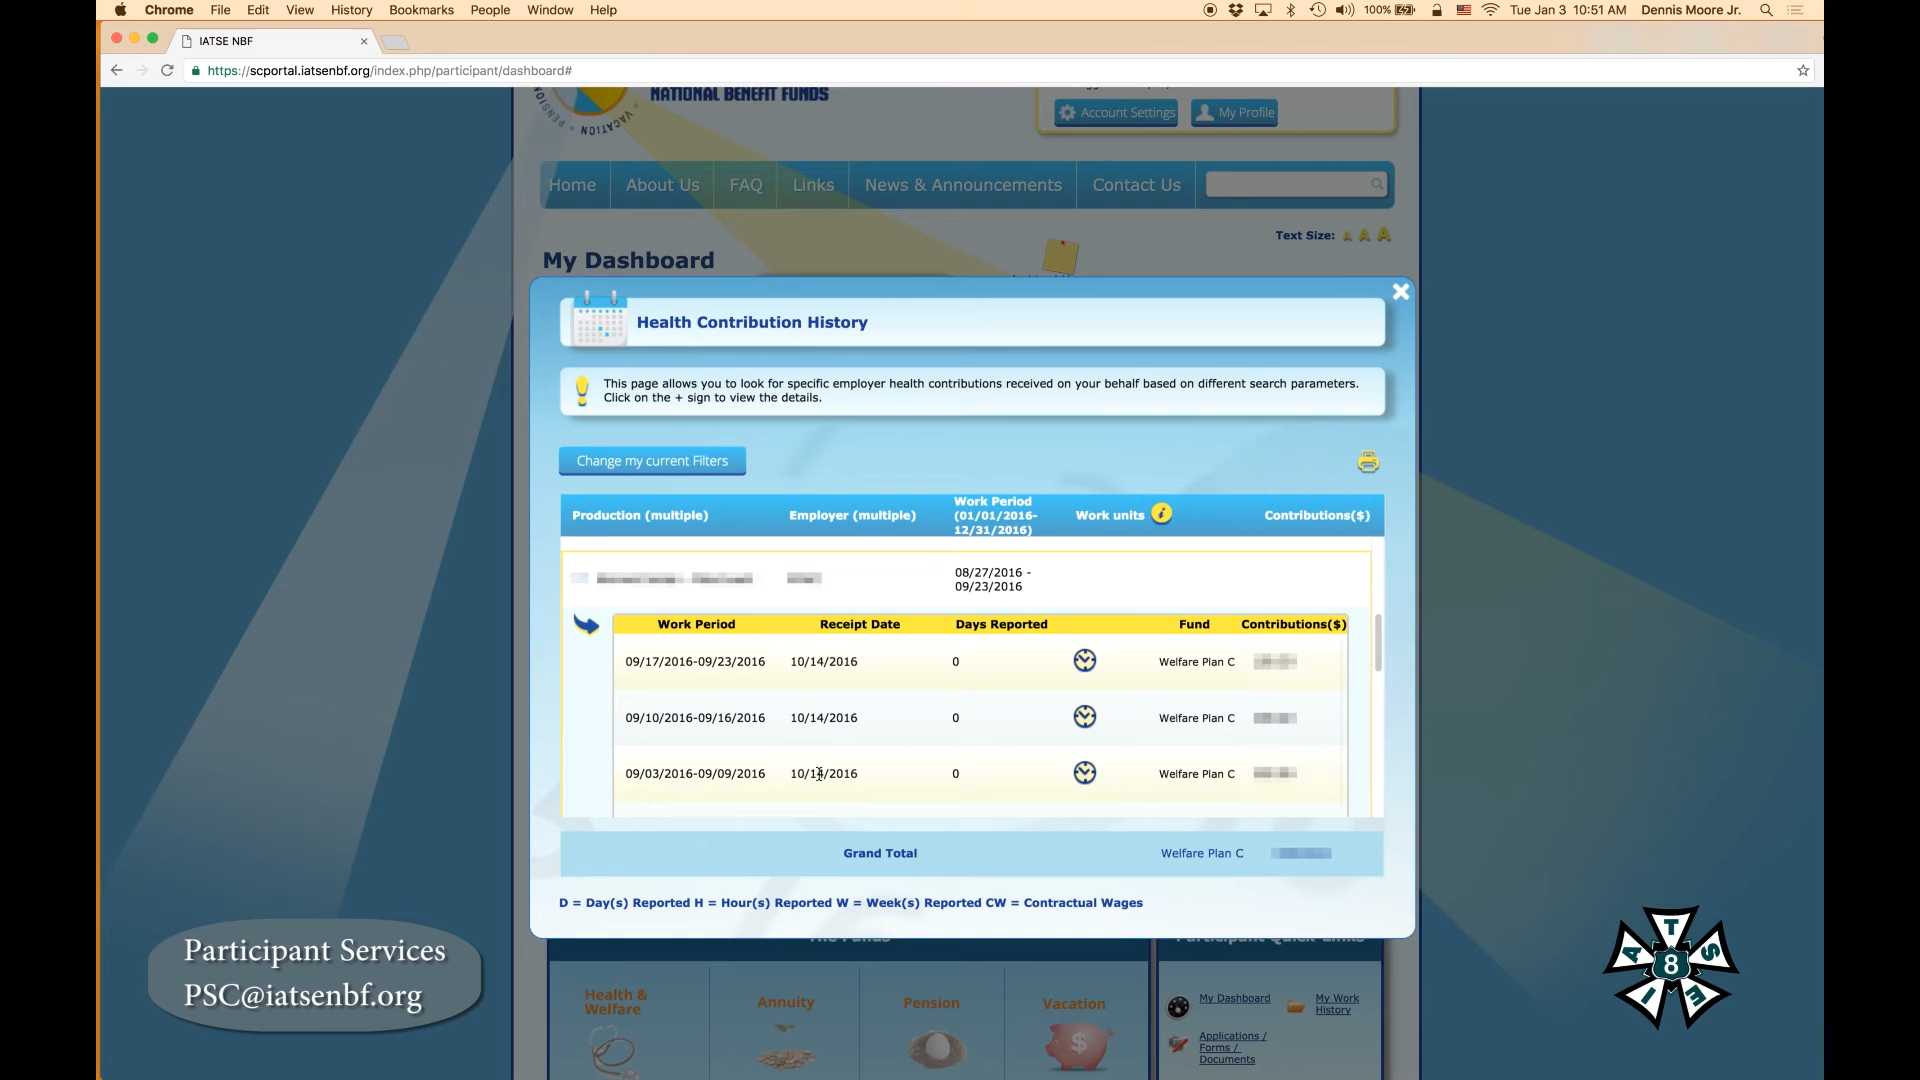 Chrome File Edit View History Bookmarks People Window Help
100% Tue Jan 3 10:51 AM Dennis Moore Jr.
IATSE NBF
https://scportal.iatsenbf.org/index.php/participant/dashboard#
PENSION • VACATION
NATIONAL BENEFIT FUNDS
Account Settings My Profile
Home About Us FAQ Links News & Announcements Contact Us
Text Size: A A A
My Dashboard
Health Contribution History
This page allows you to look for specific employer health contributions received on your behalf based on different search parameters.
Click on the + sign to view the details.
Change my current Filters
Production (multiple) Employer (multiple) Work Period (01/01/2016-12/31/2016) Work units i Contributions($)
08/27/2016 -
09/23/2016
Work Period Receipt Date Days Reported Fund Contributions($)
09/17/2016-09/23/2016 10/14/2016 0 Welfare Plan C
09/10/2016-09/16/2016 10/14/2016 0 Welfare Plan C
09/03/2016-09/09/2016 10/14/2016 0 Welfare Plan C
Grand Total Welfare Plan C
D = Day(s) Reported H = Hour(s) Reported W = Week(s) Reported CW = Contractual Wages
The Funds Participant Quick Links
Health &
Welfare
Annuity Pension Vacation
My Dashboard
My Work
History
Applications /
Forms /
Documents
Participant Services
PSC@iatsenbf.org
I A T S E
8